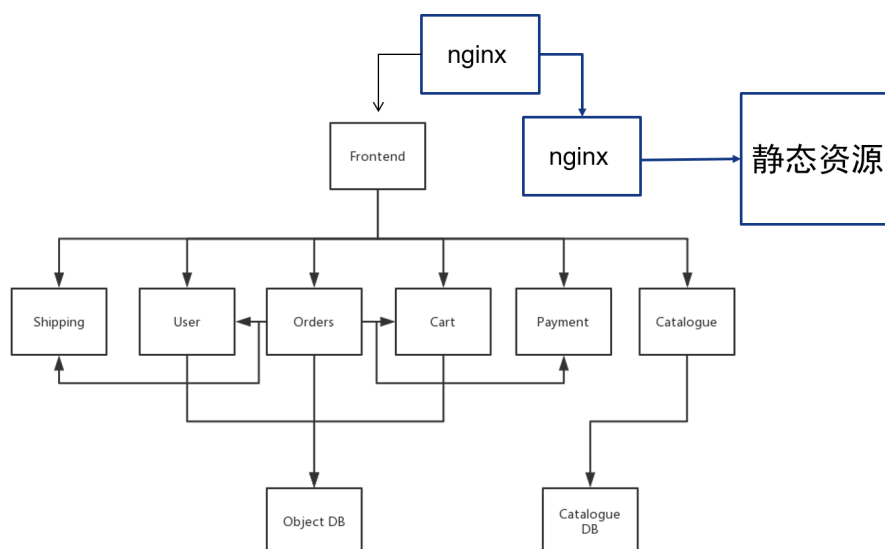 nginx
Frontend
nginx
静态资源
Shipping
User
Orders
Cart
Payment
Catalogue
Object DB
Catalogue
DB